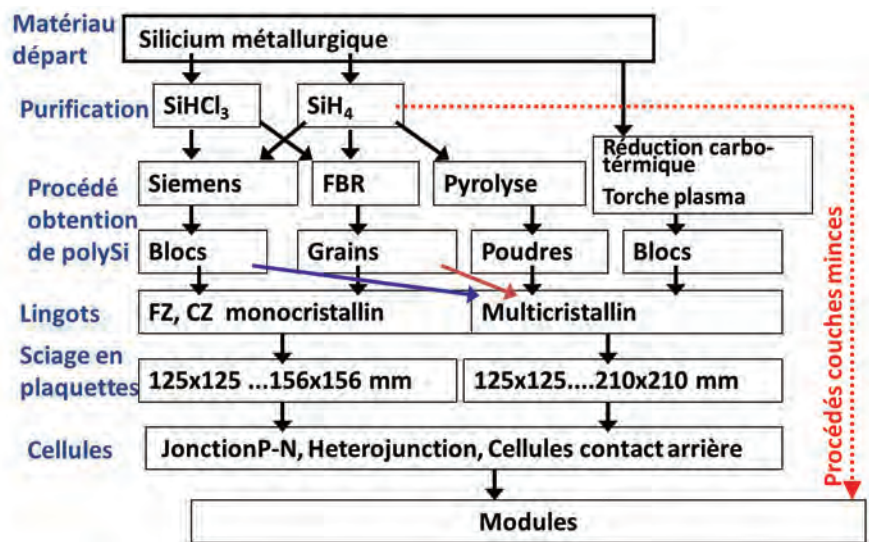 Matériau
départ
Silicium métallurgique
Purification
SiHCl₃
SiH₄
Procédé
obtention
de polySi
Siemens
FBR
Pyrolyse
Réduction carbo-
térmique
Torche plasma
Blocs
Grains
Poudres
Blocs
Lingots
FZ, CZ monocristallin
Multicristallin
Sciage en
plaquettes
125x125 ...156x156 mm
125x125....210x210 mm
Cellules
JonctionP-N, Heterojunction, Cellules contact arrière
Modules
Procédés couches minces